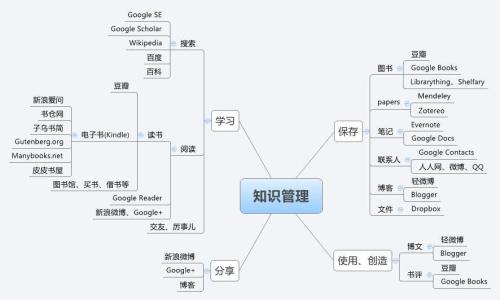 知识管理
学习
搜索
Google SE
Google Scholar
Wikipedia
百度
百科
阅读
读书
豆瓣
电子书(Kindle)
新浪爱问
书仓网
子乌书简
Gutenberg.org
Manybooks.net
皮皮书屋
图书馆、买书、借书等
Google Reader
新浪微博、Google+
交友、厉事儿
分享
新浪微博
Google+
博客
保存
图书
豆瓣
Google Books
Librarything、Shelfary
papers
Mendeley
Zotereo
笔记
Evernote
Google Docs
联系人
Google Contacts
人人网、微博、QQ
博客
轻微博
Blogger
文件
Dropbox
使用、创造
博文
轻微博
Blogger
书评
豆瓣
Google Books